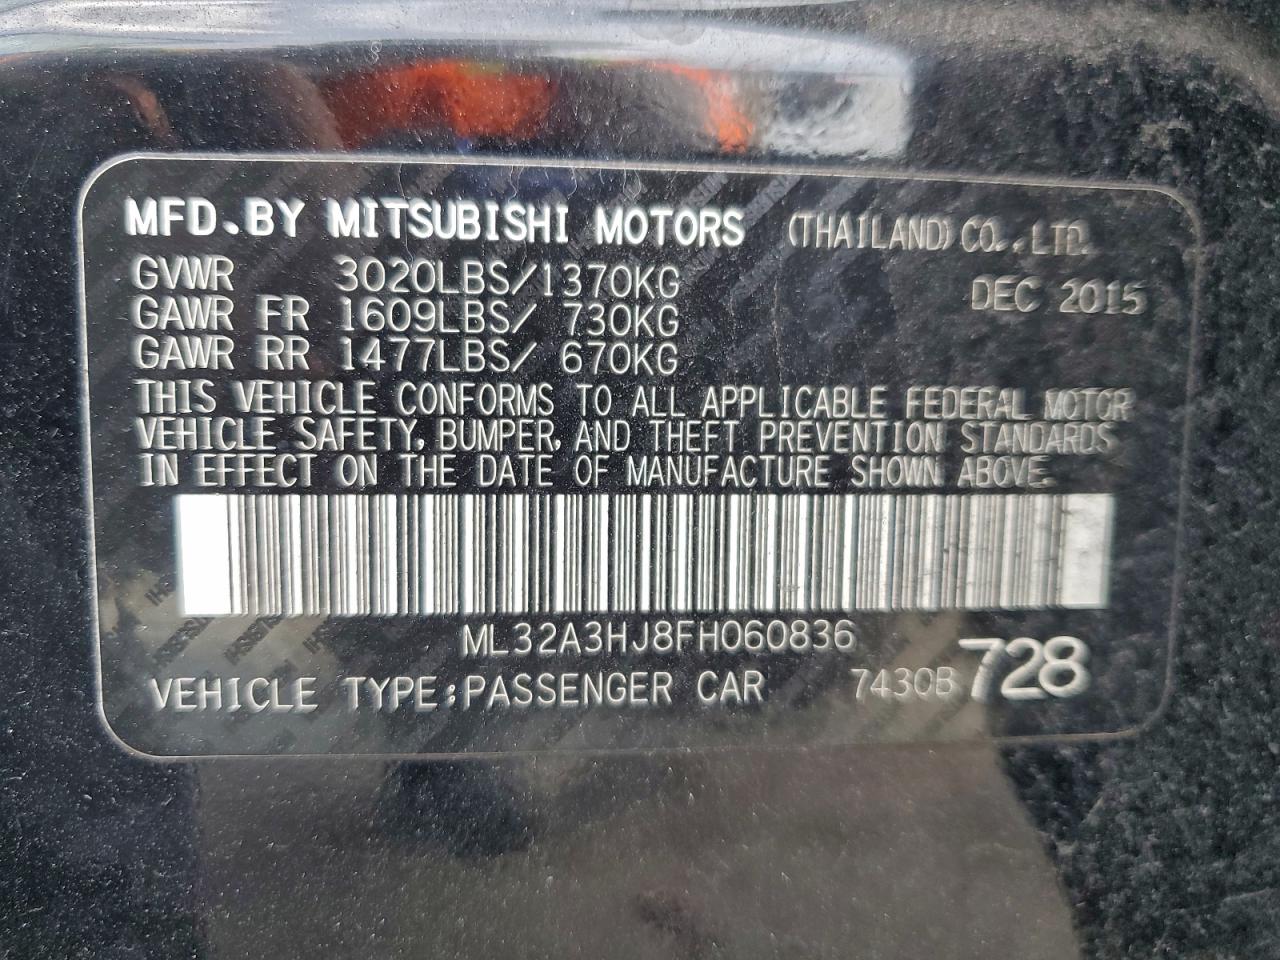 MFD.BY MITSUBISHI MOTORS (THAILAND) CO.,LTD.
GVWR 3020LBS/1370KG DEC 2015
GAWR FR 1609LBS/ 730KG
GAWR RR 1477LBS/ 670KG
THIS VEHICLE CONFORMS TO ALL APPLICABLE FEDERAL MOTOR
VEHICLE SAFETY, BUMPER, AND THEFT PREVENTION STANDARDS
IN EFFECT ON THE DATE OF MANUFACTURE SHOWN ABOVE.
ML32A3HJ8FH060836
VEHICLE TYPE:PASSENGER CAR 7430B 728